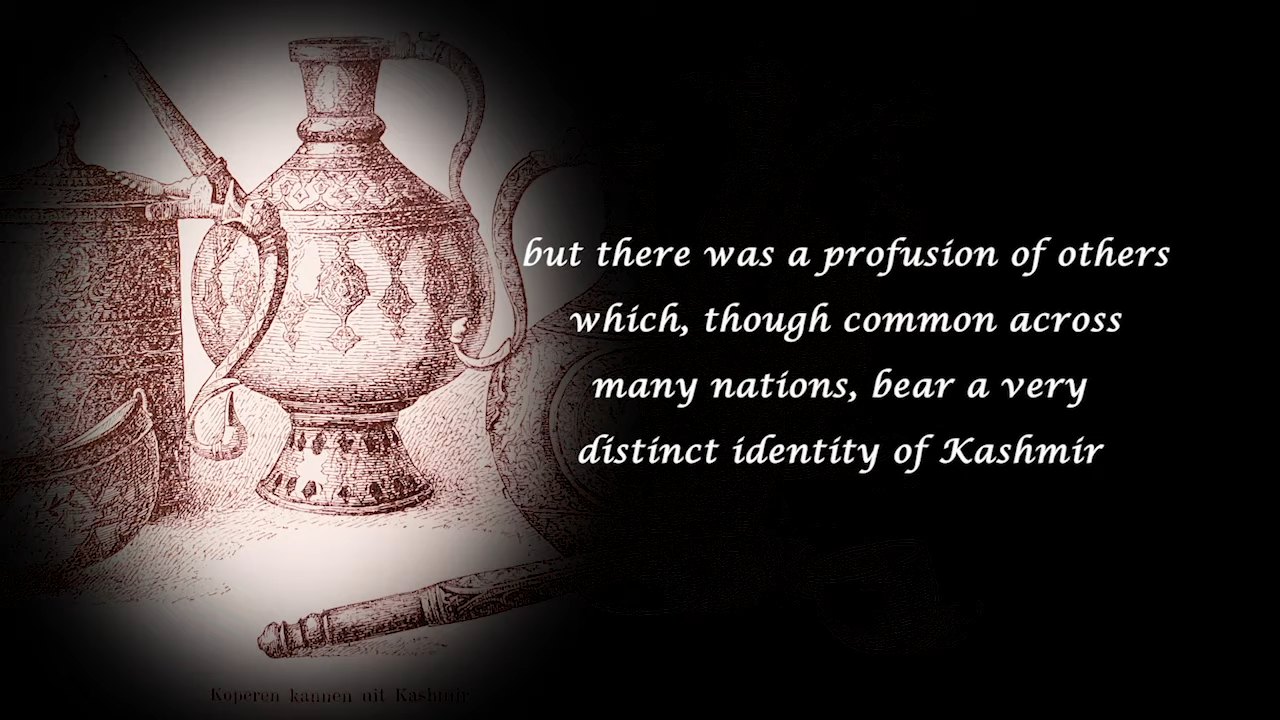 but there was a profusion of others
which, though common across
many nations, bear a very
distinct identity of Kashmir
Koperen kannen uit Kashmir